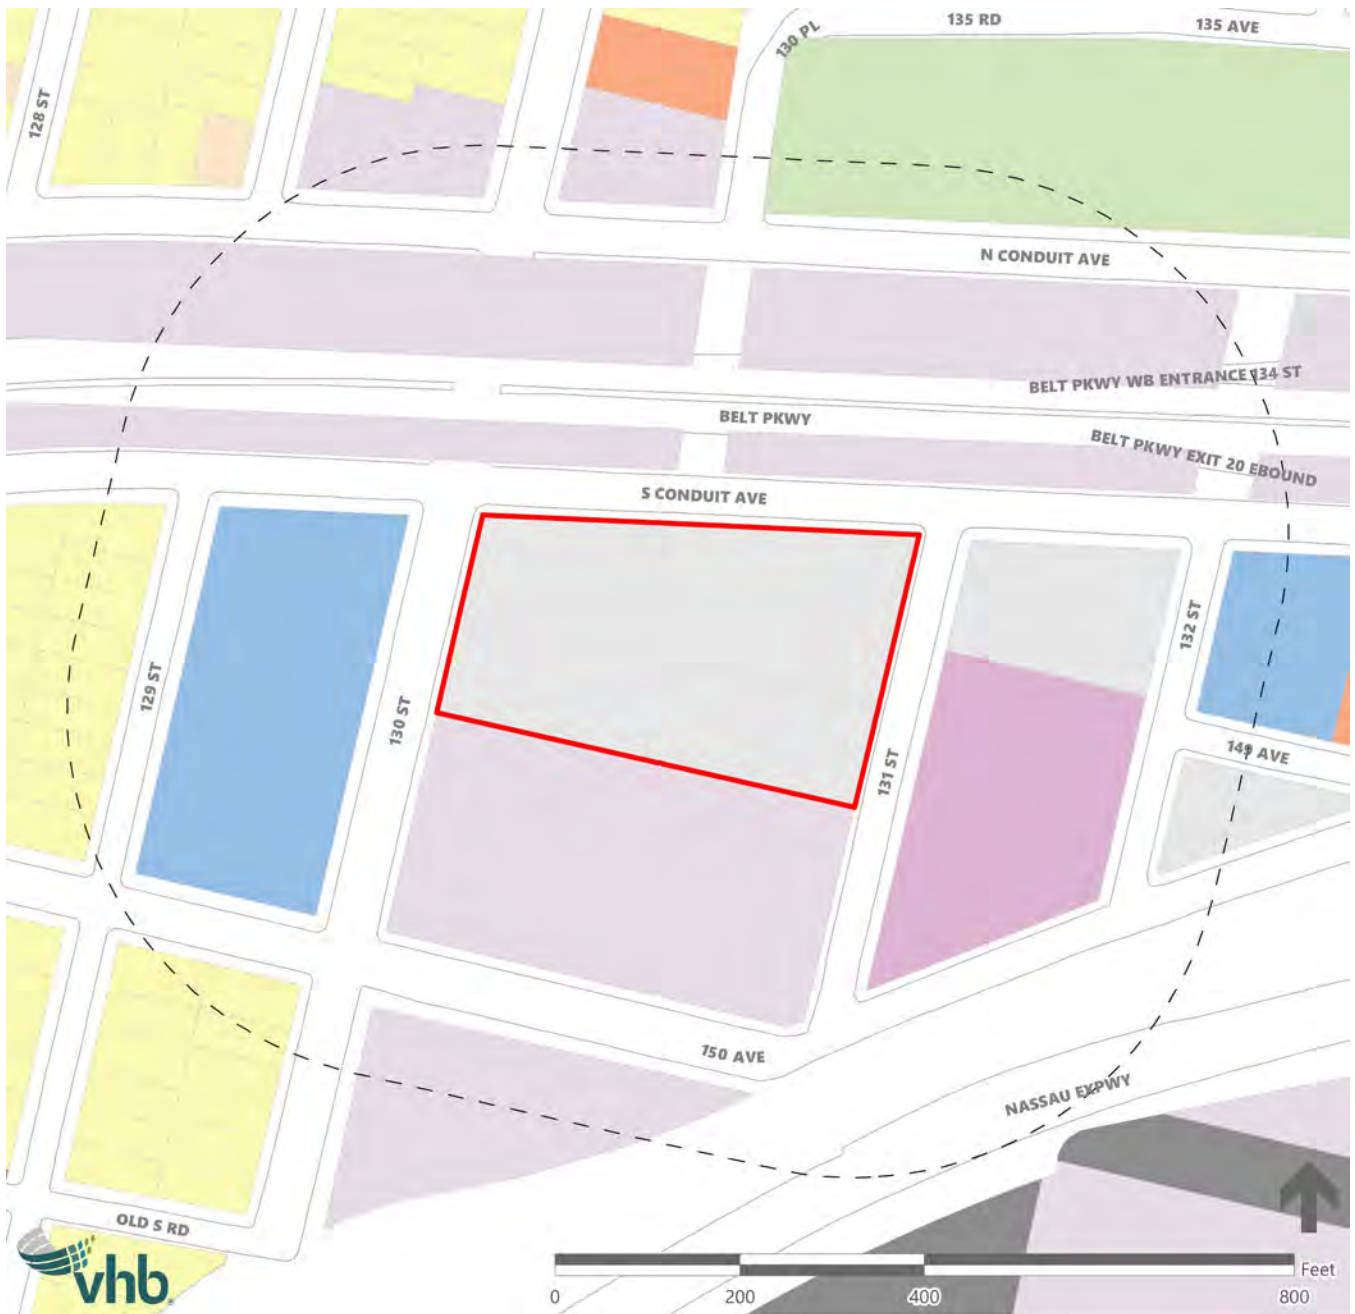 135 RD
135 AVE
130 PL
128 ST
N CONDUIT AVE
BELT PKWY WB ENTRANCE 134 ST
BELT PKWY
BELT PKWY EXIT 20 EBOUND
S CONDUIT AVE
132 ST
129 ST
130 ST
131 ST
149 AVE
150 AVE
NASSAU EXPWY
OLD S RD
vhb
Feet
0 200 400 800